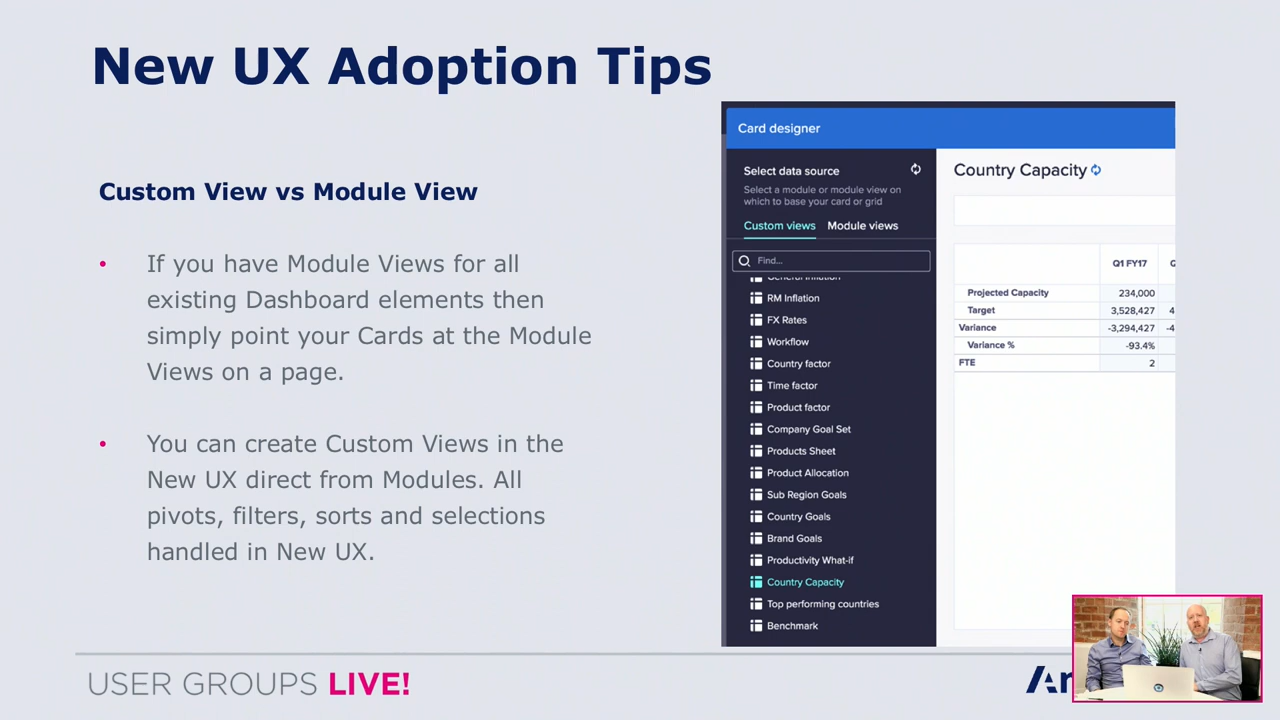 New UX Adoption Tips
Custom View vs Module View
• If you have Module Views for all
existing Dashboard elements then
simply point your Cards at the Module
Views on a page.
• You can create Custom Views in the
New UX direct from Modules. All
pivots, filters, sorts and selections
handled in New UX.
Card designer
Select data source
Select a module or module view on
which to base your card or grid
Custom views Module views
Find...
General Inflation
RM Inflation
FX Rates
Workflow
Country factor
Time factor
Product factor
Company Goal Set
Products Sheet
Product Allocation
Sub Region Goals
Country Goals
Brand Goals
Productivity What-if
Country Capacity
Top performing countries
Benchmark
Country Capacity
Q1 FY17
Projected Capacity 234,000
Target 3,528,427 4
Variance -3,294,427 -4
Variance % -93.4%
FTE 2
USER GROUPS LIVE!